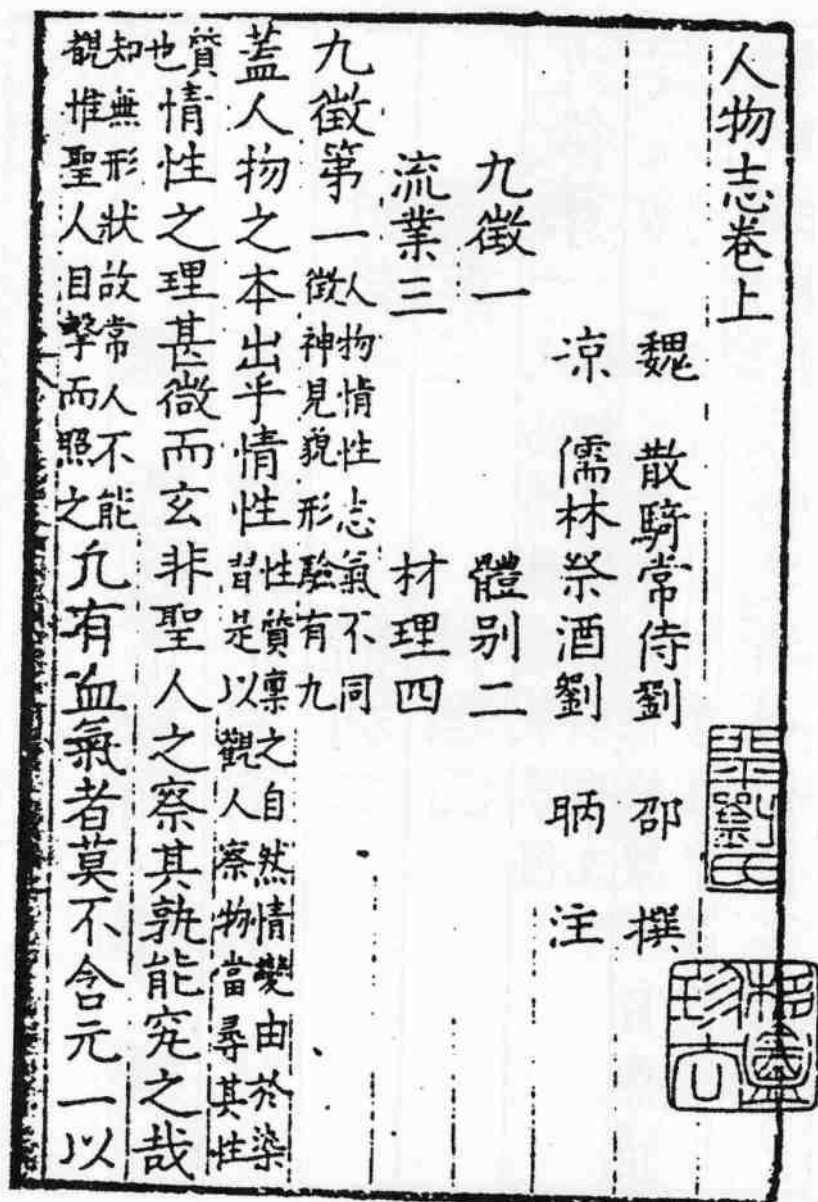 人物志卷上
魏　散騎常侍劉　邵　撰
凉　儒林祭酒劉　昞　注
九徵一　體別二
流業三　材理四
九徵第一人物情性志氣不同徵神見貌形驗有九
蓋人物之本出乎情性性質禀之自然情變由於染習是以觀人察物當尋其性
質也情性之理甚微而玄非聖人之察其孰能究之哉
知無形狀故常人不能觀惟聖人目擊而照之凡有血氣者莫不含元一以